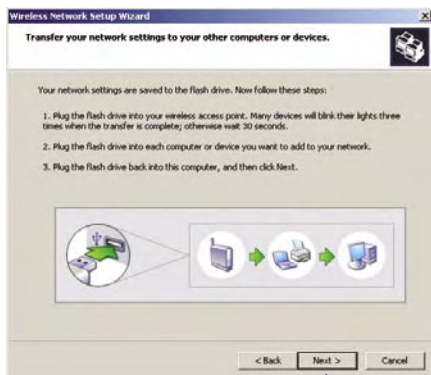 Wireless Network Setup Wizard
Transfer your network settings to your other computers or devices.
Your network settings are saved to the flash drive. Now follow these steps:
1. Plug the flash drive into your wireless access point. Many devices will blink their lights three
times when the transfer is complete; otherwise wait 30 seconds.
2. Plug the flash drive into each computer or device you want to add to your network.
3. Plug the flash drive back into this computer, and then click Next.
< Back Next > Cancel